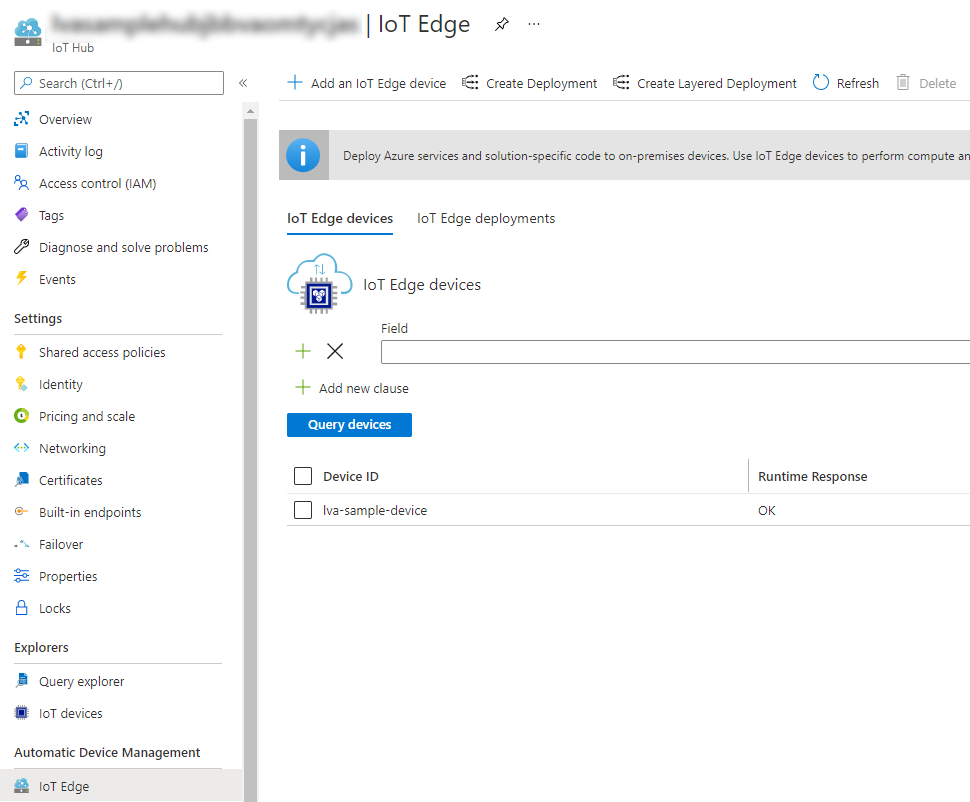 | IoT Edge
IoT Hub
Search (Ctrl+/)
Overview
Activity log
Access control (IAM)
Tags
Diagnose and solve problems
Events
Settings
Shared access policies
Identity
Pricing and scale
Networking
Certificates
Built-in endpoints
Failover
Properties
Locks
Explorers
Query explorer
IoT devices
Automatic Device Management
IoT Edge
Add an IoT Edge device Create Deployment Create Layered Deployment Refresh Delete
Deploy Azure services and solution-specific code to on-premises devices. Use IoT Edge devices to perform compute an
IoT Edge devices IoT Edge deployments
IoT Edge devices
Field
Add new clause
Query devices
Device ID Runtime Response
lva-sample-device OK